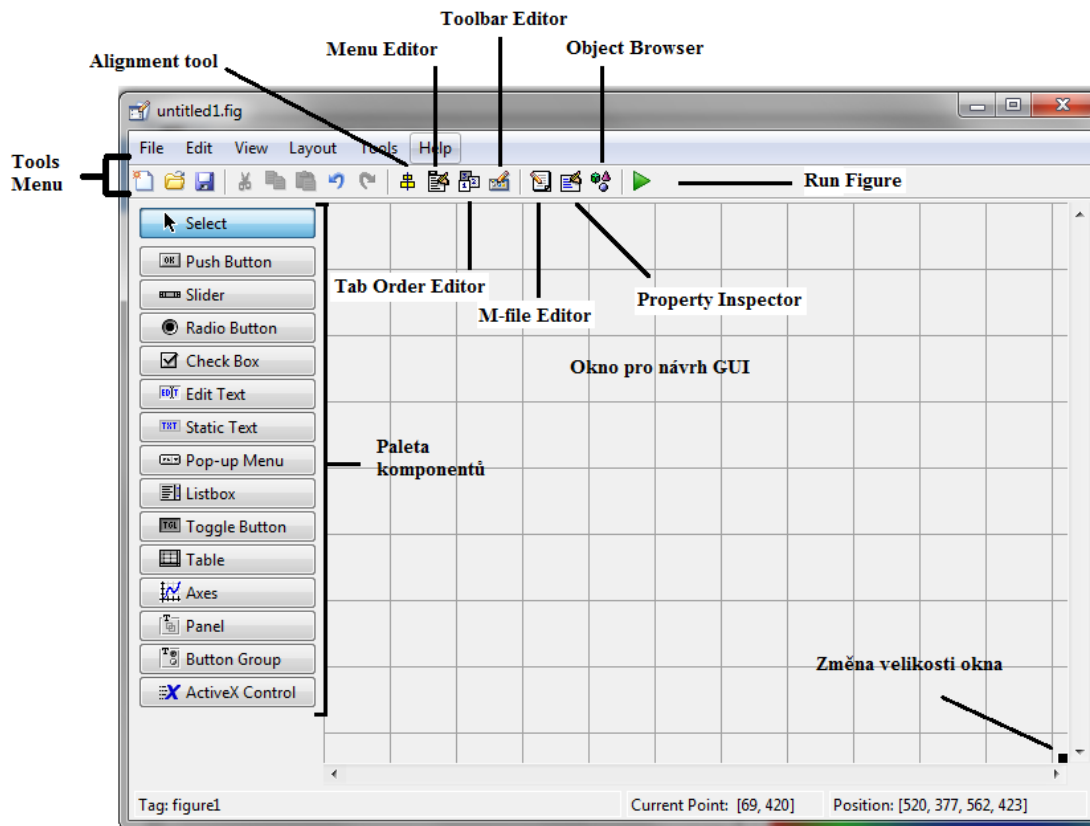 Toolbar Editor
Menu Editor
Object Browser
Alignment tool
untitled1.fig
File Edit View Layout Tools Help
Tools
Menu
Run Figure
Select
Push Button
Slider
Radio Button
Check Box
Edit Text
Static Text
Pop-up Menu
Listbox
Toggle Button
Table
Axes
Panel
Button Group
ActiveX Control
Tab Order Editor
M-file Editor
Property Inspector
Okno pro návrh GUI
Paleta
komponentů
Změna velikosti okna
Tag: figure1
Current Point: [69, 420]
Position: [520, 377, 562, 423]